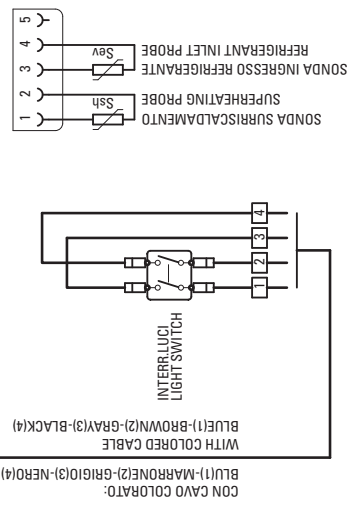 CON CAVO COLORATO:
BLU(1)-MARRONE(2)-GRIGIO(3)-NERO(4)
WITH COLORED CABLE
BLUE(1)-BROWN(2)-GRAY(3)-BLACK(4)
INTERR.LUCI
LIGHT SWITCH
1
2
3
4
SONDA SURRISCALDAMENTO
SUPERHEATING PROBE
Ssh
SONDA INGRESSO REFRIGERANTE
REFRIGERANT INLET PROBE
Sev
1
2
3
4
5